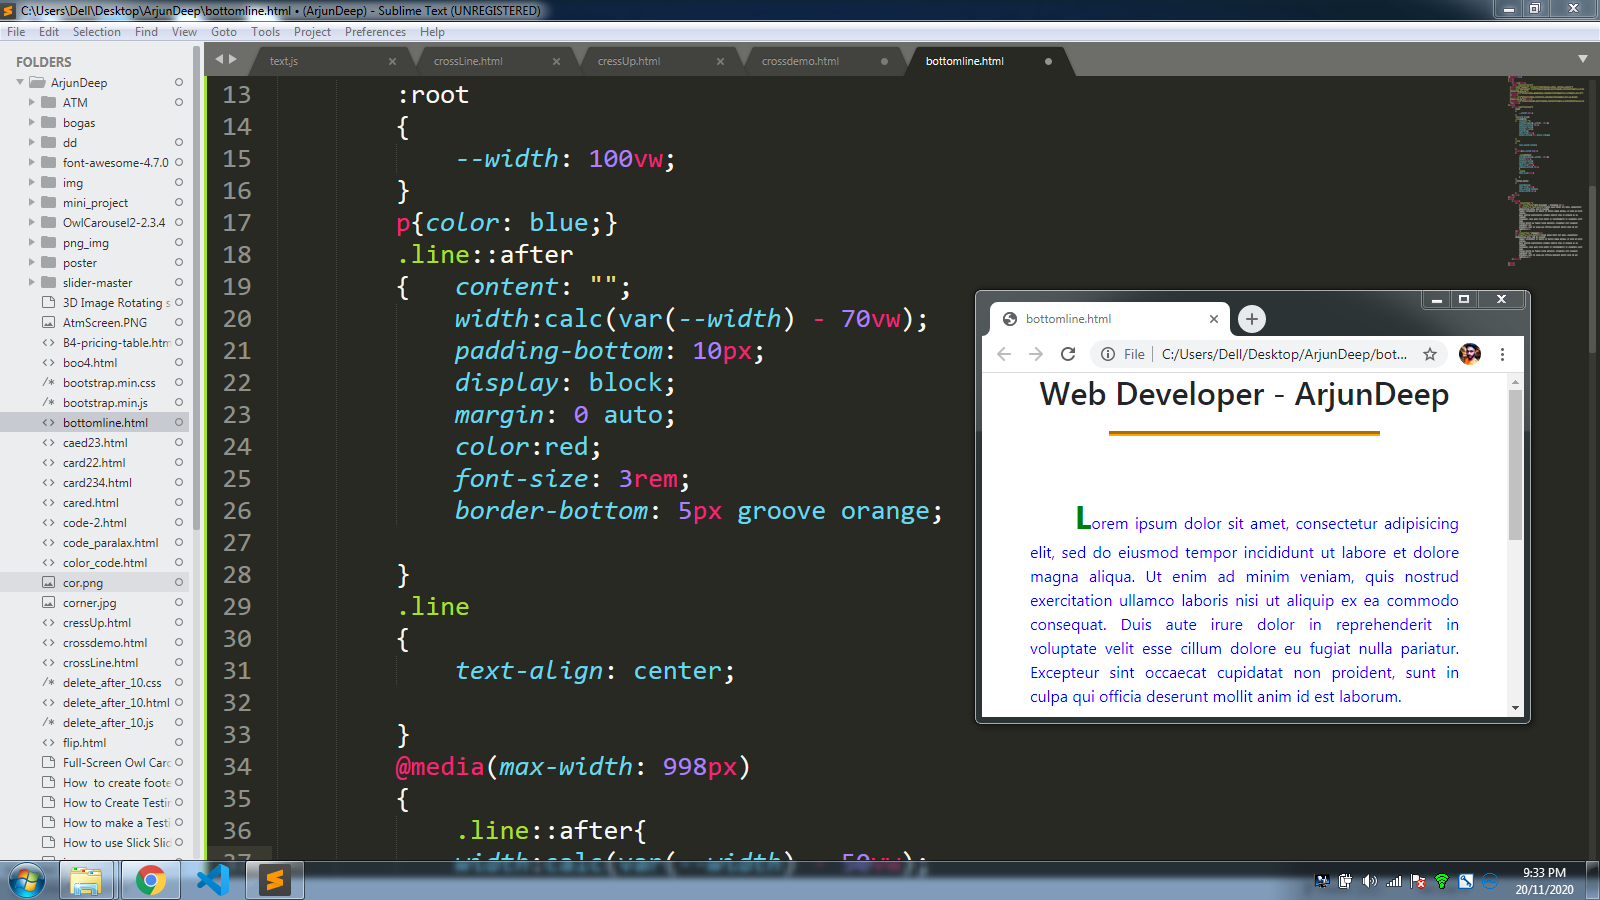 C:\Users\Dell\Desktop\ArjunDeep\bottomline.html • (ArjunDeep) - Sublime Text (UNREGISTERED)
File Edit Selection Find View Goto Tools Project Preferences Help
FOLDERS
ArjunDeep
ATM
bogas
dd
font-awesome-4.7.0
img
mini_project
OwlCarousel2-2.3.4
png_img
poster
slider-master
3D Image Rotating s
AtmScreen.PNG
B4-pricing-table.htm
boo4.html
bootstrap.min.css
bootstrap.min.js
bottomline.html
caed23.html
card22.html
card234.html
cared.html
code-2.html
code_paralax.html
color_code.html
cor.png
corner.jpg
cressUp.html
crossdemo.html
crossLine.html
delete_after_10.css
delete_after_10.html
delete_after_10.js
flip.html
Full-Screen Owl Carc
How to create foote
How to Create Testin
How to make a Testi
How to use Slick Slid
text.js crossLine.html cressUp.html crossdemo.html bottomline.html
13 :root
14 {
15 --width: 100vw;
16 }
17 p{color: blue;}
18 .line::after
19 { content: "";
20 width:calc(var(--width) - 70vw);
21 padding-bottom: 10px;
22 display: block;
23 margin: 0 auto;
24 color:red;
25 font-size: 3rem;
26 border-bottom: 5px groove orange;
27
28 }
29 .line
30 {
31 text-align: center;
32
33 }
34 @media(max-width: 998px)
35 {
36 .line::after{
37 width:calc(var(--width) - 50vw);
bottomline.html
File C:/Users/Dell/Desktop/ArjunDeep/bot...
Web Developer - ArjunDeep
Lorem ipsum dolor sit amet, consectetur adipisicing
elit, sed do eiusmod tempor incididunt ut labore et dolore
magna aliqua. Ut enim ad minim veniam, quis nostrud
exercitation ullamco laboris nisi ut aliquip ex ea commodo
consequat. Duis aute irure dolor in reprehenderit in
voluptate velit esse cillum dolore eu fugiat nulla pariatur.
Excepteur sint occaecat cupidatat non proident, sunt in
culpa qui officia deserunt mollit anim id est laborum.
9:33 PM
20/11/2020